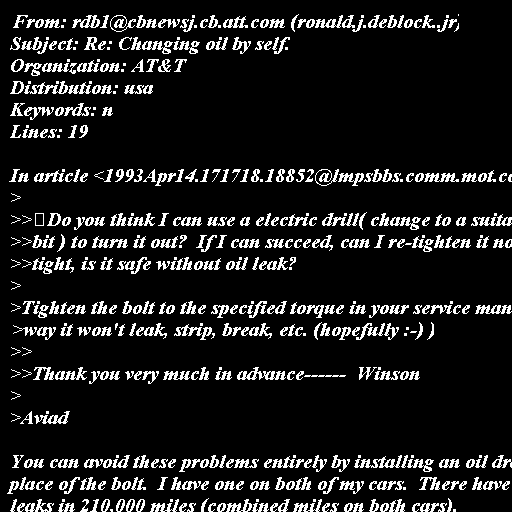 From: rdb1@cbnewsj.cb.att.com (ronald.j.deblock..jr)
Subject: Re: Changing oil by self.
Organization: AT&T
Distribution: usa
Keywords: n
Lines: 19

In article <1993Apr14.171718.18852@lmpsbbs.comm.mot.co
>
>> Do you think I can use a electric drill( change to a suita
>>bit ) to turn it out?  If I can succeed, can I re-tighten it no
>>tight, is it safe without oil leak?
>
>Tighten the bolt to the specified torque in your service man
>way it won't leak, strip, break, etc. (hopefully :-) )
>>
>>Thank you very much in advance------  Winson
>
>Aviad

You can avoid these problems entirely by installing an oil dr
place of the bolt.  I have one on both of my cars.  There have
leaks in 210,000 miles (combined miles on both cars).